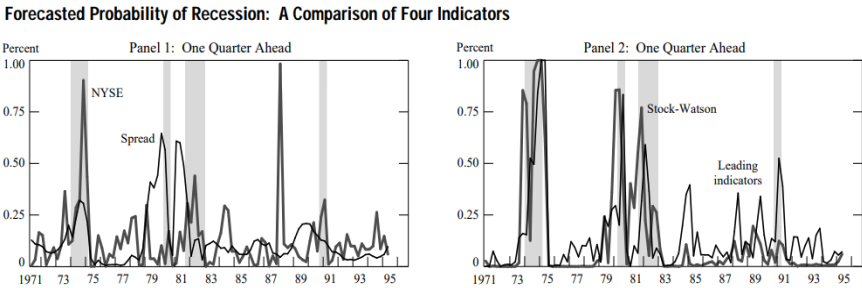 Forecasted Probability of Recession: A Comparison of Four Indicators
Percent
Panel 1: One Quarter Ahead
1.00
NYSE
0.75
Spread
0.50
0.25
0
1971 73 75 77 79 81 83 85 87 89 91 93 95
Percent
Panel 2: One Quarter Ahead
1.00
0.75
Stock-Watson
0.50
Leading
indicators
0.25
0
1971 73 75 77 79 81 83 85 87 89 91 93 95